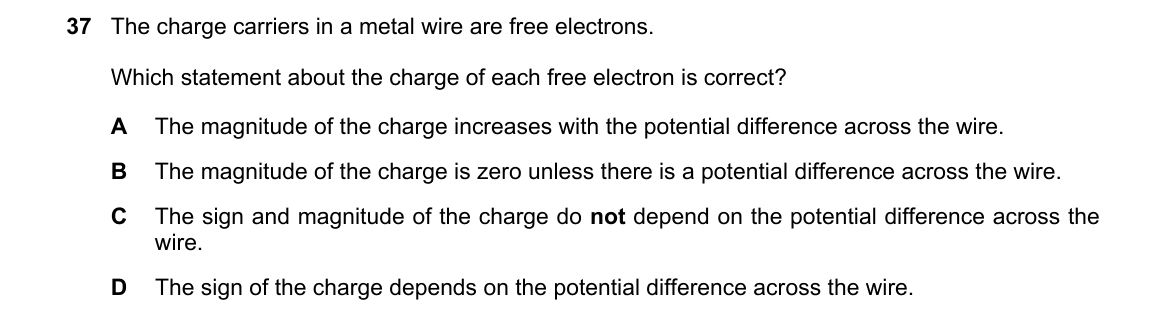 37 The charge carriers in a metal wire are free electrons.
Which statement about the charge of each free electron is correct?
A The magnitude of the charge increases with the potential difference across the wire.
B The magnitude of the charge is zero unless there is a potential difference across the wire.
C The sign and magnitude of the charge do not depend on the potential difference across the
wire.
D The sign of the charge depends on the potential difference across the wire.